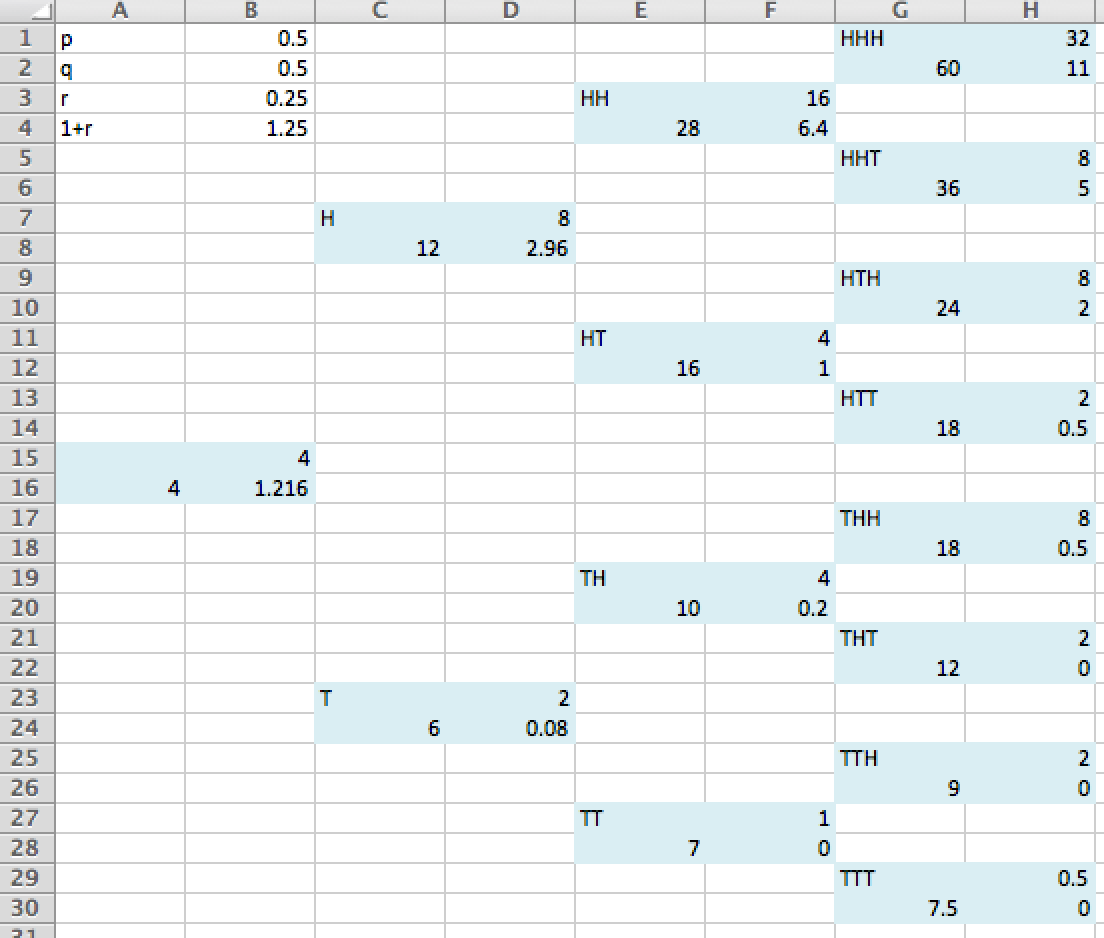 A B C D E F G H
1 p 0.5 HHH 32
2 q 0.5 60 11
3 r 0.25 HH 16
4 1+r 1.25 28 6.4
5 HHT 8
6 36 5
7 H 8
8 12 2.96
9 HTH 8
10 24 2
11 HT 4
12 16 1
13 HTT 2
14 18 0.5
15 4
16 4 1.216
17 THH 8
18 18 0.5
19 TH 4
20 10 0.2
21 THT 2
22 12 0
23 T 2
24 6 0.08
25 TTH 2
26 9 0
27 TT 1
28 7 0
29 TTT 0.5
30 7.5 0
31